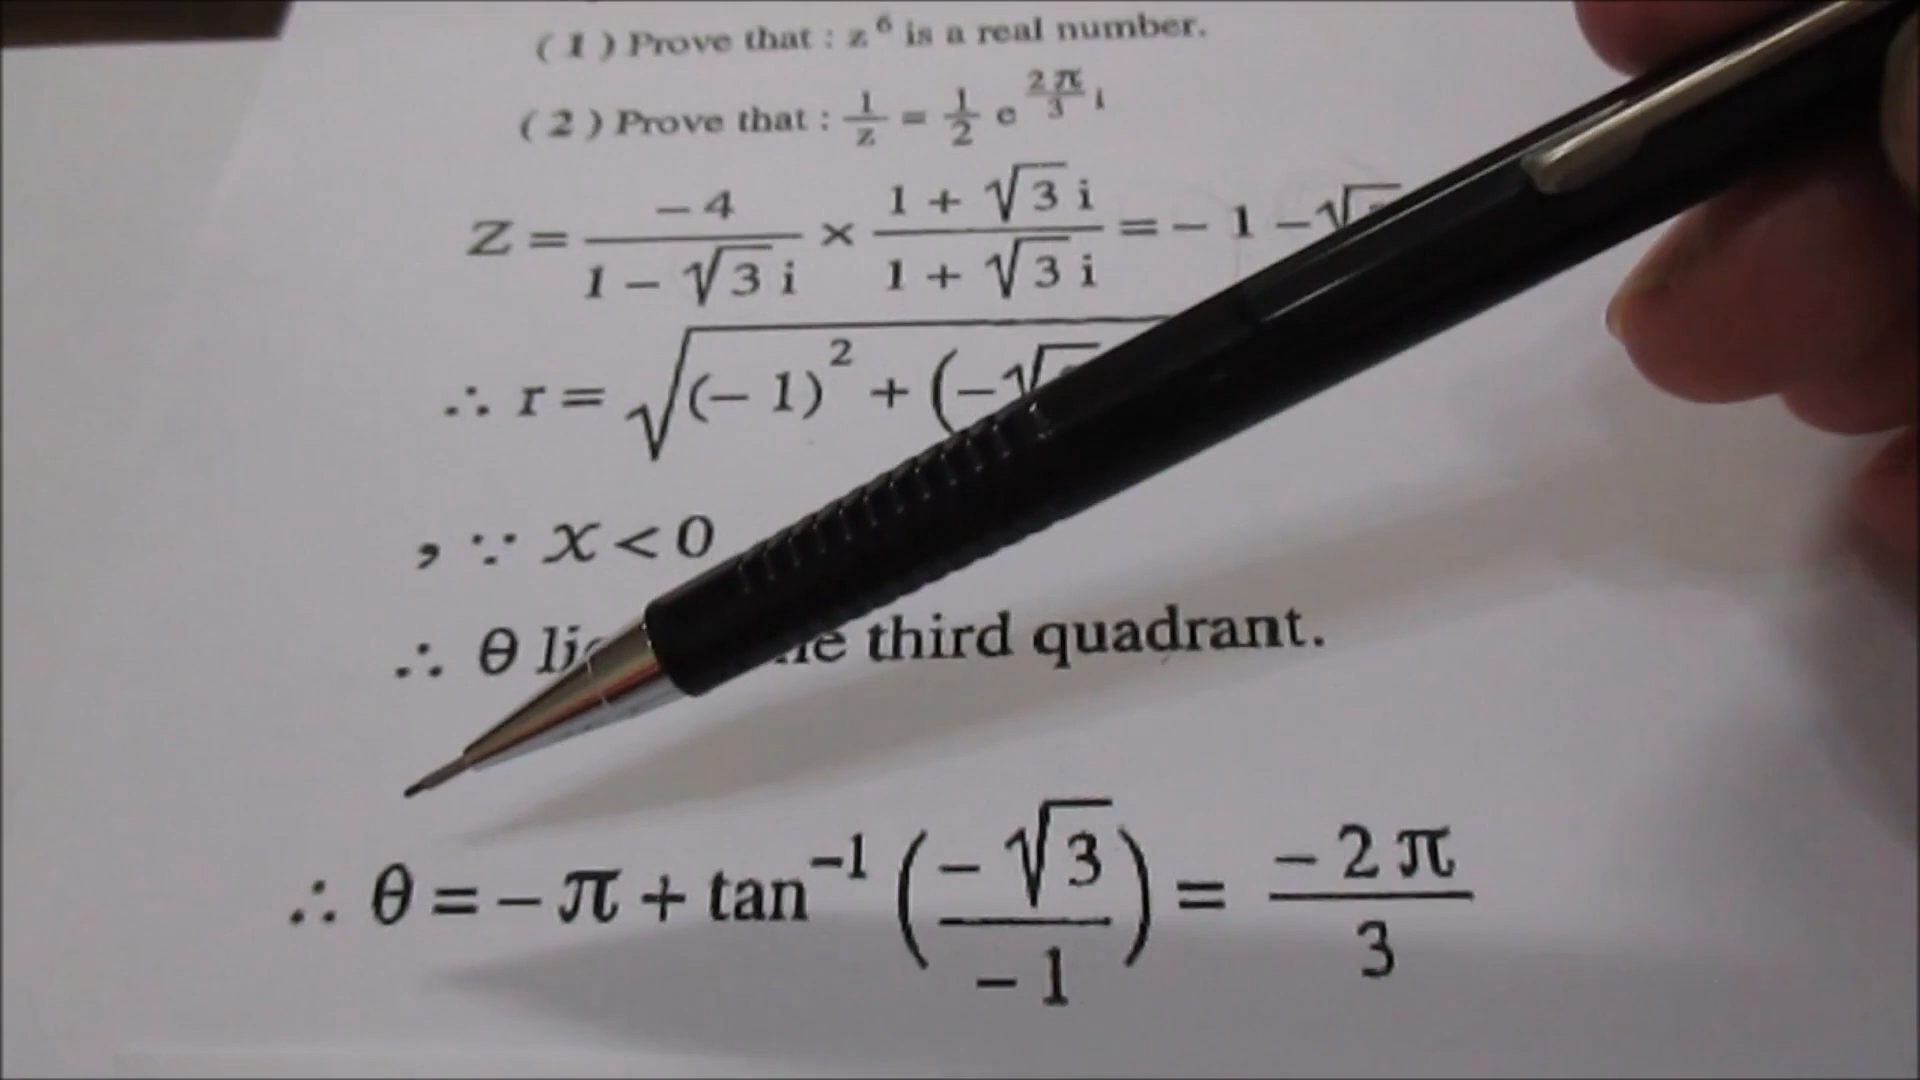 ( 1 ) Prove that : z⁶ is a real number.
( 2 ) Prove that : 1/z = 1/2 e^(2π/3 i)
Z = -4/(1 - √3 i) × (1 + √3 i)/(1 + √3 i) = - 1 - √
∴ r = √((- 1)² + (-√
, ∵ x < 0
∴ θ third quadrant.
∴ θ = - π + tan⁻¹ (- √3 / - 1) = - 2 π / 3